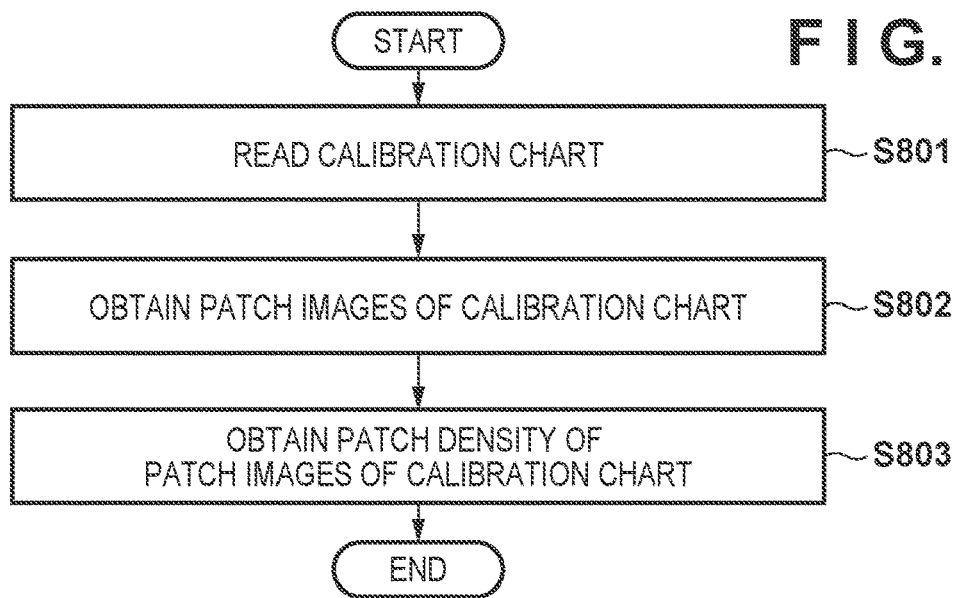 START
F I G.
READ CALIBRATION CHART
S801
OBTAIN PATCH IMAGES OF CALIBRATION CHART
S802
OBTAIN PATCH DENSITY OF
PATCH IMAGES OF CALIBRATION CHART
S803
END